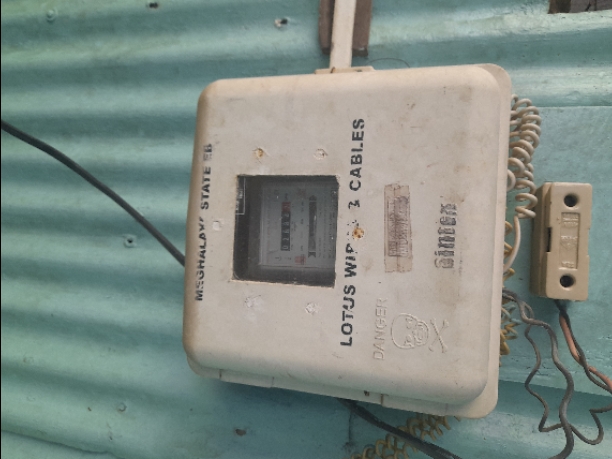 MEGHALAYA STATE EB
LOTUS WIRES & CABLES
sintex
DANGER